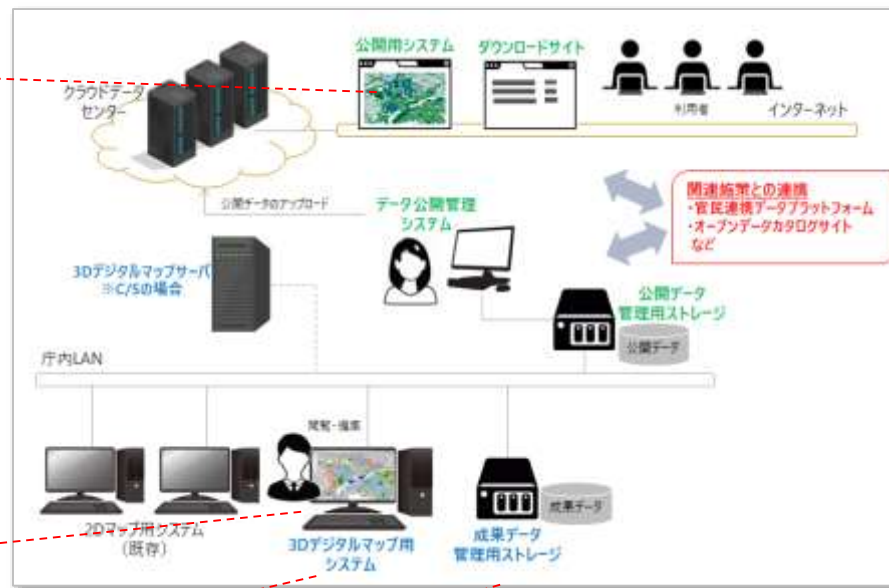 公開用システム
ダウンロードサイト
クラウドデータ
センター
利用者
インターネット
公開データのアップロード
データ公開管理
システム
関連施策との連携
・官民連携データプラットフォーム
・オープンデータカタログサイト
など
3Dデジタルマップサーバ
※C/Sの場合
公開データ
管理用ストレージ
公開データ
庁内LAN
閲覧・編集
2Dマップ用システム
（既存）
3Dデジタルマップ用
システム
成果データ
管理用ストレージ
成果データ